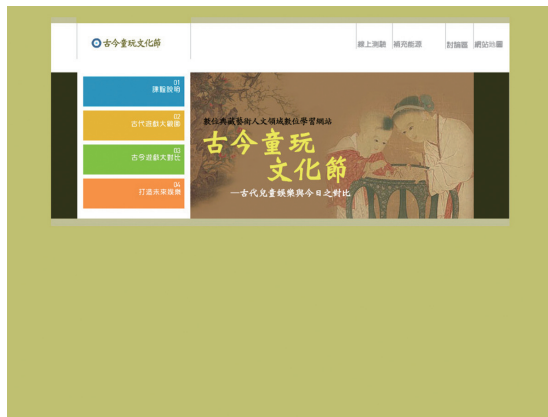 古今童玩文化節
線上測驗 補充能源 討論區 網站地圖
01
課程說明
02
古代遊戲大觀園
03
古今遊戲大對比
04
打造未來娛樂
數位典藏藝術人文領域數位學習網站
古今童玩
文化節
—古代兒童娛樂與今日之對比